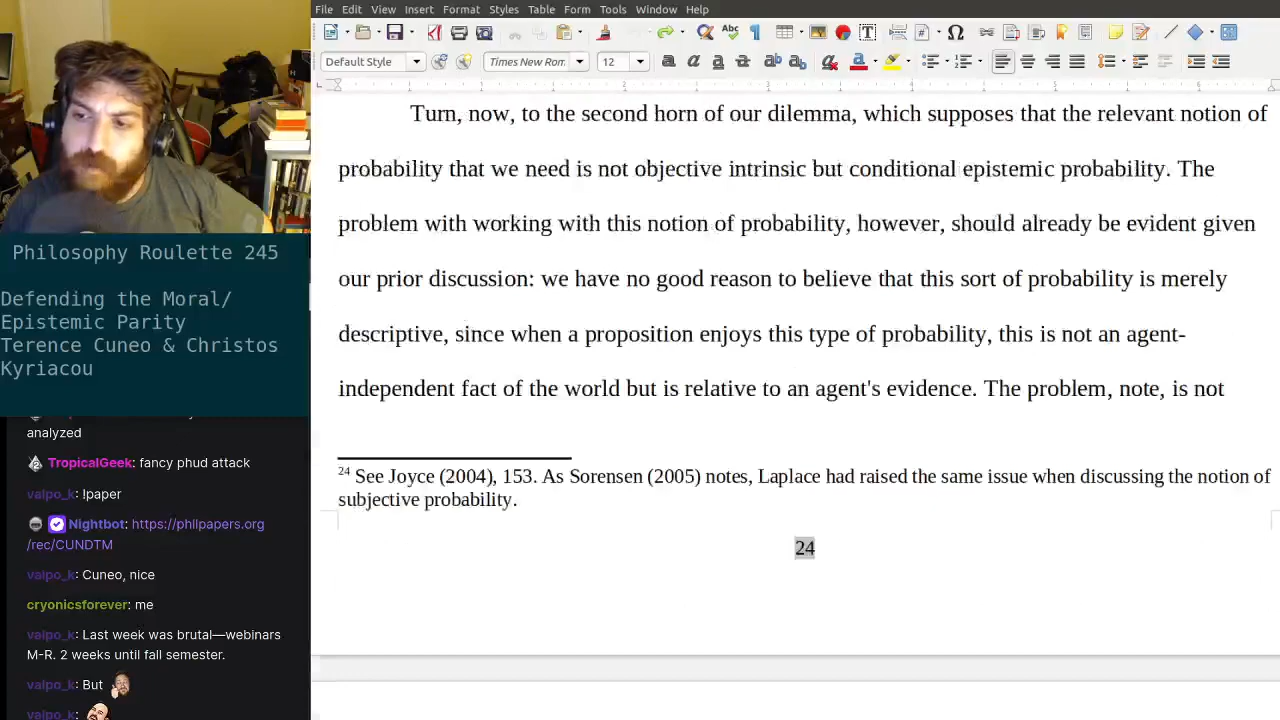 File Edit View Insert Format Styles Table Form Tools Window Help
Default Style Times New Rom 12
Turn, now, to the second horn of our dilemma, which supposes that the relevant notion of
probability that we need is not objective intrinsic but conditional epistemic probability. The
problem with working with this notion of probability, however, should already be evident given
our prior discussion: we have no good reason to believe that this sort of probability is merely
descriptive, since when a proposition enjoys this type of probability, this is not an agent-
independent fact of the world but is relative to an agent's evidence. The problem, note, is not
24 See Joyce (2004), 153. As Sorensen (2005) notes, Laplace had raised the same issue when discussing the notion of
subjective probability.
24
Philosophy Roulette 245
Defending the Moral/
Epistemic Parity
Terence Cuneo & Christos
Kyriacou
analyzed
TropicalGeek: fancy phud attack
valpo_k: !paper
Nightbot: https://philpapers.org
/rec/CUNDTM
valpo_k: Cuneo, nice
cryonicsforever: me
valpo_k: Last week was brutal—webinars
M-R. 2 weeks until fall semester.
valpo_k: But
valpo_k: